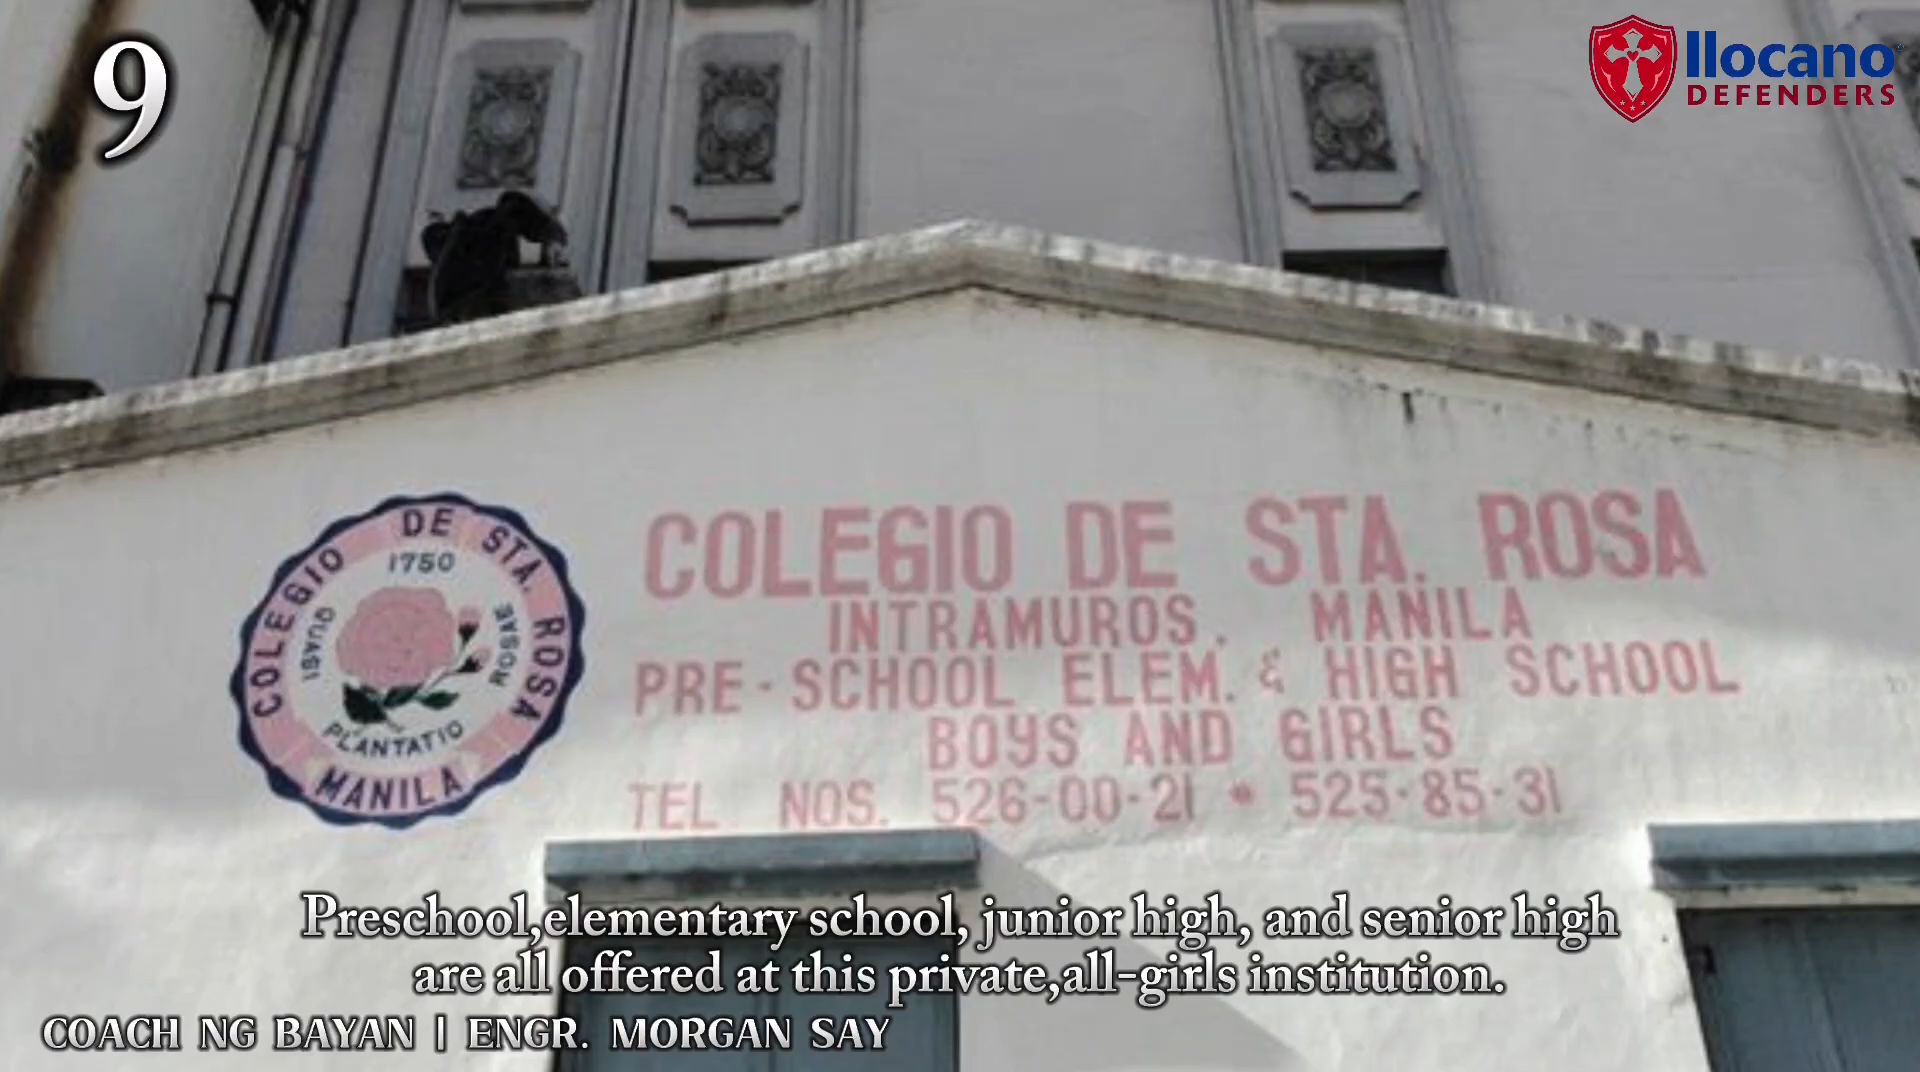 9
Ilocano
DEFENDERS
COLEGIO DE STA. ROSA
1750
QUASI
ROSAE
PLANTATIO
MANILA
COLEGIO DE STA. ROSA
INTRAMUROS, MANILA
PRE-SCHOOL ELEM. & HIGH SCHOOL
BOYS AND GIRLS
TEL. NOS. 526-00-21 * 525-85-31
Preschool,elementary school, junior high, and senior high
are all offered at this private,all-girls institution.
COACH NG BAYAN | ENGR. MORGAN SAY